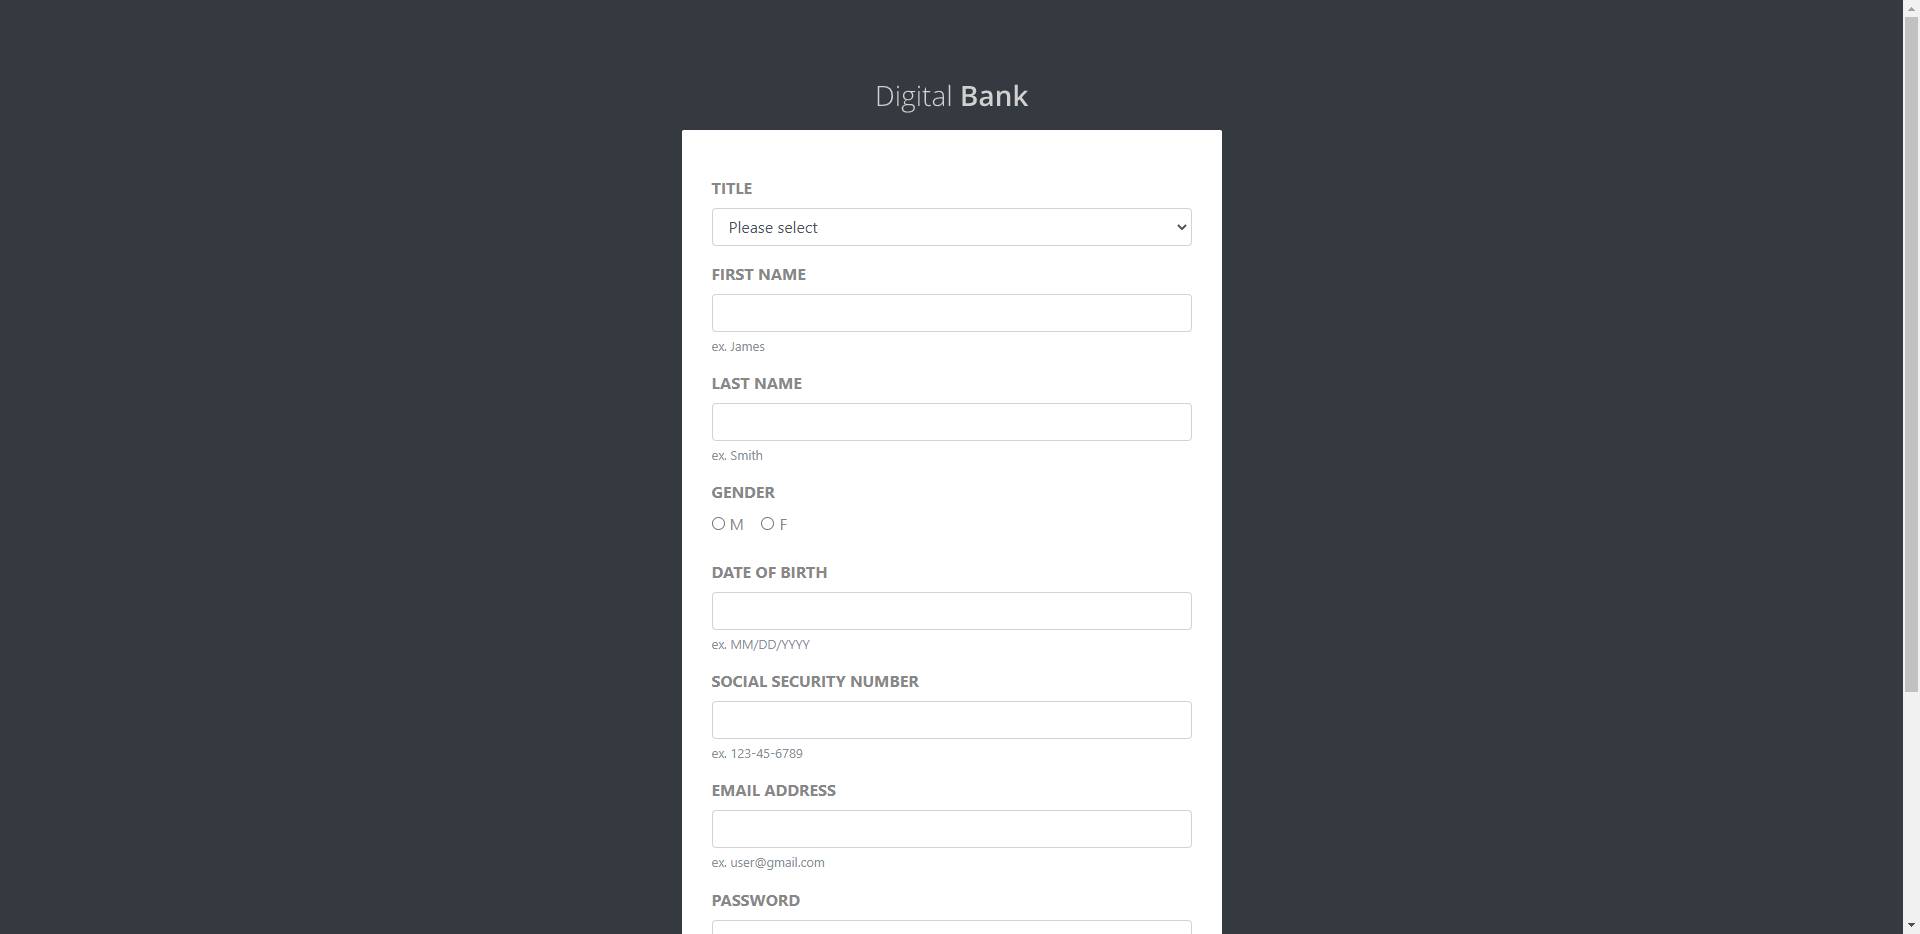 Digital Bank
TITLE
Please select
FIRST NAME
ex. James
LAST NAME
ex. Smith
GENDER
M F
DATE OF BIRTH
ex. MM/DD/YYYY
SOCIAL SECURITY NUMBER
ex. 123-45-6789
EMAIL ADDRESS
ex. user@gmail.com
PASSWORD